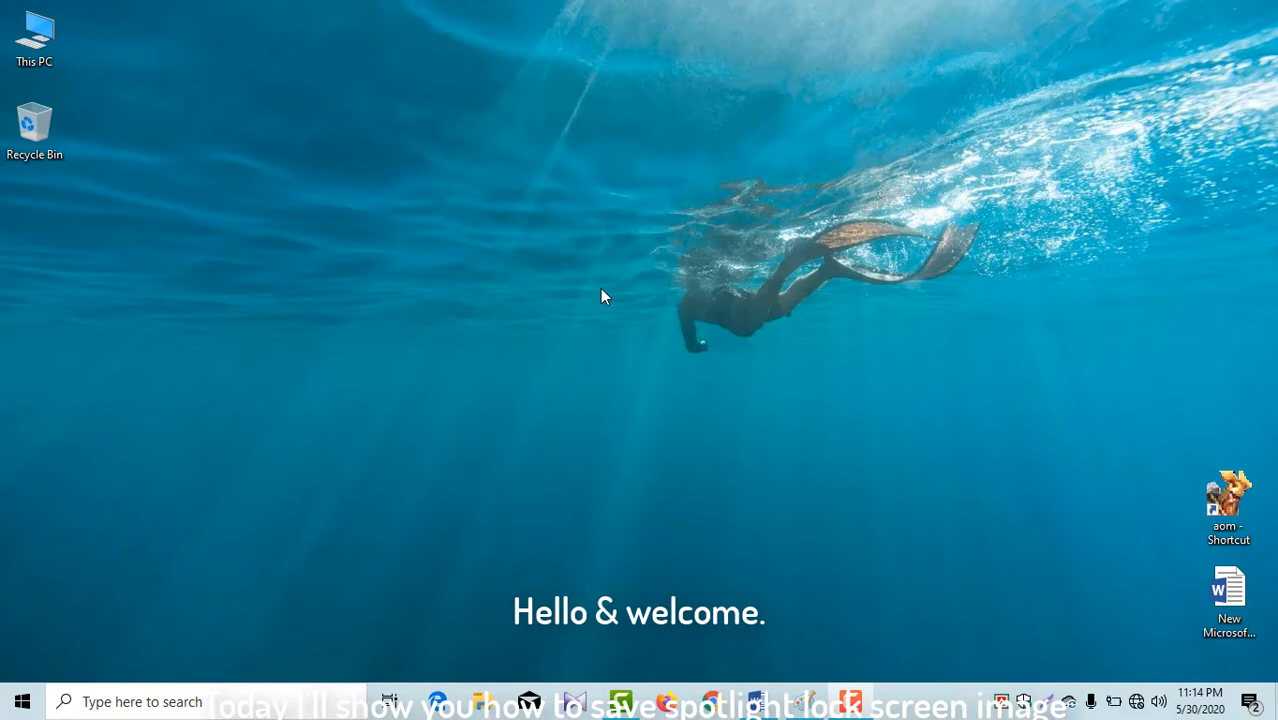 This PC
Recycle Bin
aom -
Shortcut
New
Microsof...
Hello & welcome.
Type here to search
Today I'll show you how to save spotlight lock screen image
11:14 PM
5/30/2020
2